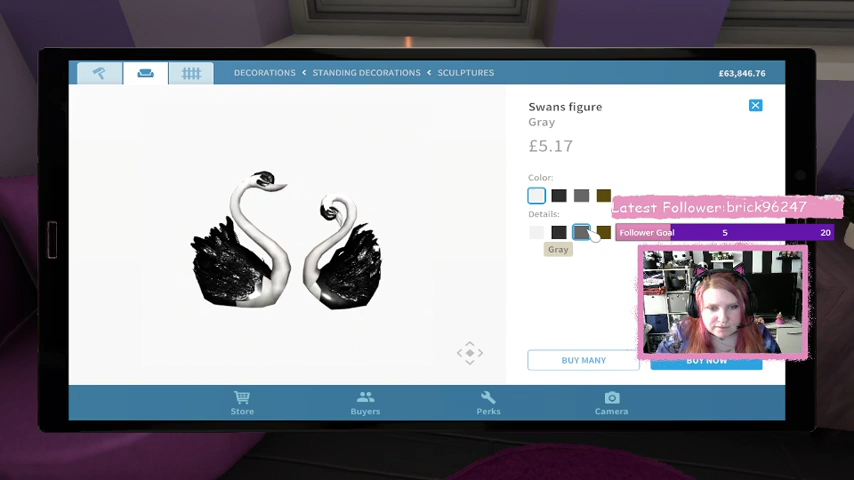 DECORATIONS < STANDING DECORATIONS < SCULPTURES
£63,846.76
Swans figure
Gray
£5.17
Color:
Latest Follower:brick96247
Details:
Follower Goal 5 20
Gray
BUY MANY
BUY NOW
Store
Buyers
Perks
Camera